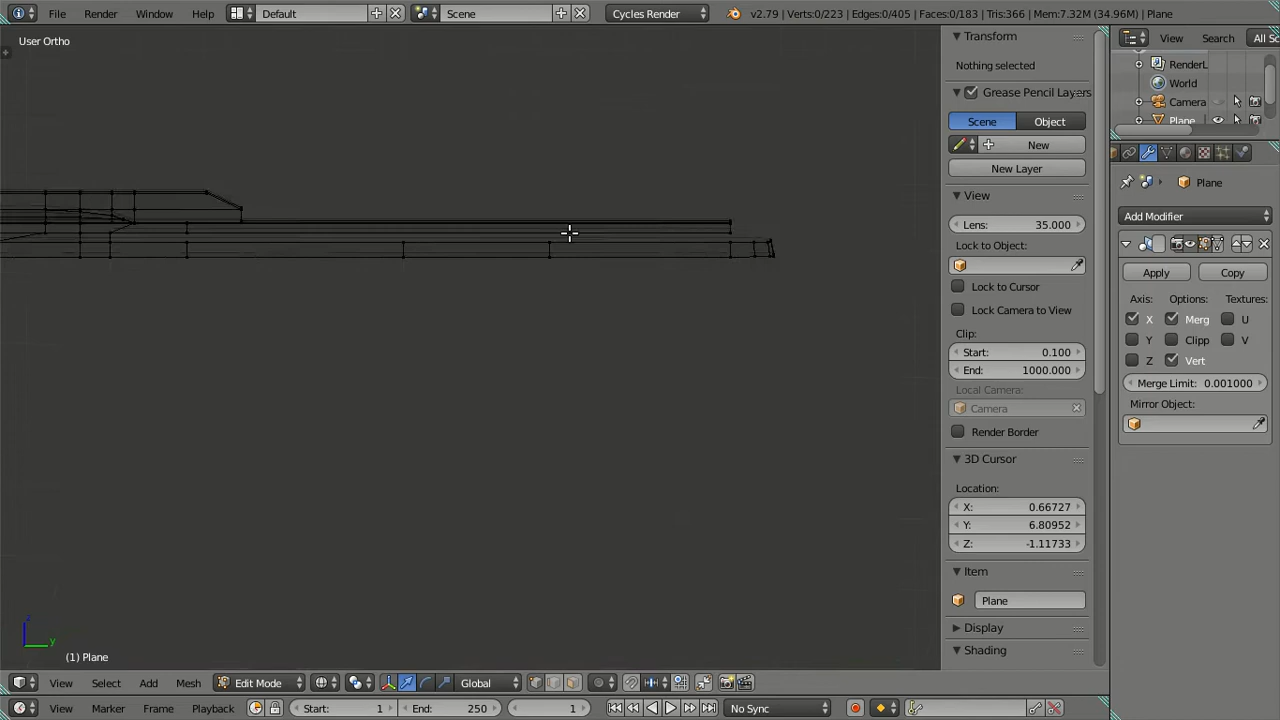 File Render Window Help Default Scene Cycles Render v2.79 | Verts:0/223 | Edges:0/405 | Faces:0/183 | Tris:366 | Mem:7.32M (34.96M) | Plane
User Ortho
Transform
Nothing selected
Grease Pencil Layers
Scene Object
New
New Layer
View
Lens: 35.000
Lock to Object:
Lock to Cursor
Lock Camera to View
Clip:
Start: 0.100
End: 1000.000
Local Camera:
Camera
Render Border
3D Cursor
Location:
X: 0.66727
Y: 6.80952
Z: -1.11733
Item
Plane
Display
Shading
View Search All Sc
RenderL
World
Camera
Plane
Plane
Add Modifier
Apply Copy
Axis: Options: Textures:
X Merg U
Y Clipp V
Z Vert
Merge Limit: 0.001000
Mirror Object:
z
y
(1) Plane
View Select Add Mesh Edit Mode Global
View Marker Frame Playback Start: 1 End: 250 1 No Sync